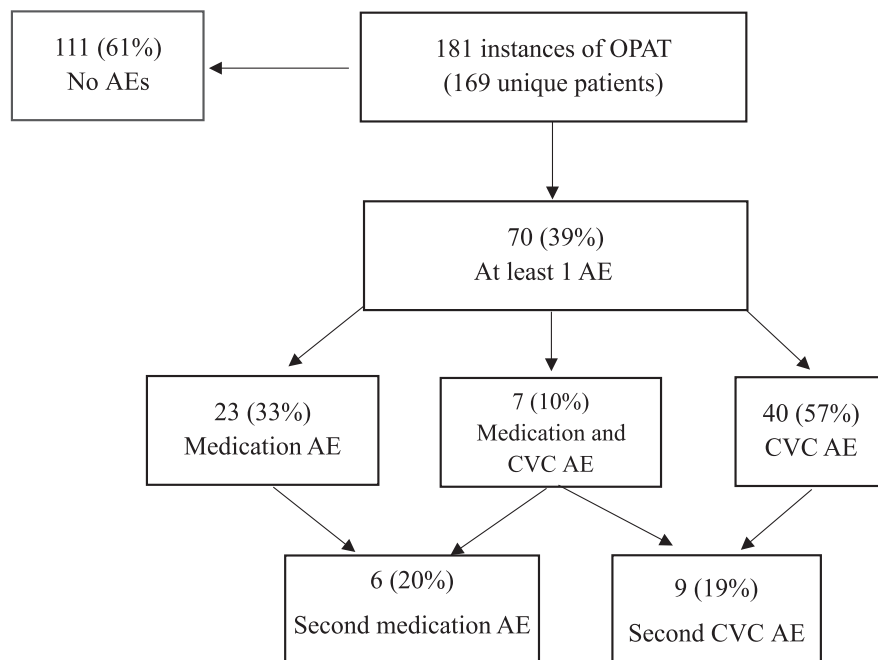 111 (61%)
No AEs
181 instances of OPAT
(169 unique patients)
70 (39%)
At least 1 AE
23 (33%)
Medication AE
7 (10%)
Medication and
CVC AE
40 (57%)
CVC AE
6 (20%)
Second medication AE
9 (19%)
Second CVC AE